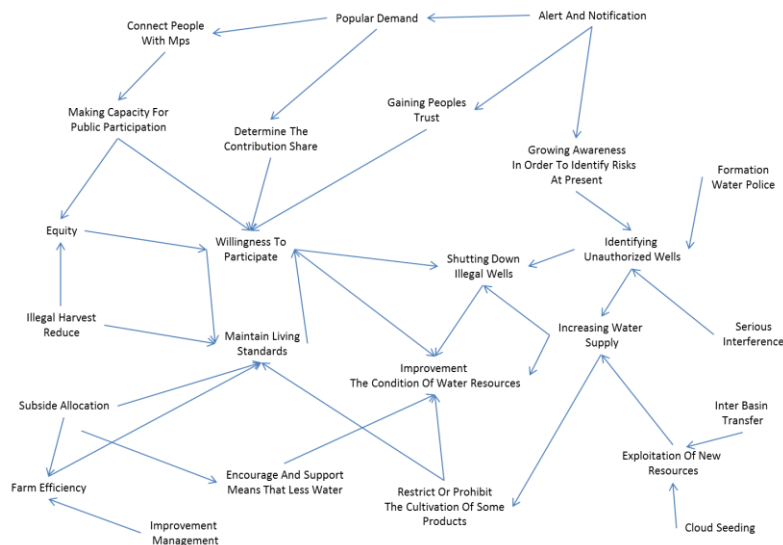 Popular Demand
Alert And Notification
Connect People
With Mps
Making Capacity For
Public Participation
Determine The
Contribution Share
Gaining Peoples
Trust
Growing Awareness
In Order To Identify Risks
At Present
Formation
Water Police
Equity
Willingness To
Participate
Shutting Down
Illegal Wells
Identifying
Unauthorized Wells
Illegal Harvest
Reduce
Maintain Living
Standards
Improvement
The Condition Of Water Resources
Increasing Water
Supply
Serious
Interference
Subside Allocation
Inter Basin
Transfer
Farm Efficiency
Encourage And Support
Means That Less Water
Restrict Or Prohibit
The Cultivation Of Some
Products
Exploitation Of New
Resources
Improvement
Management
Cloud Seeding